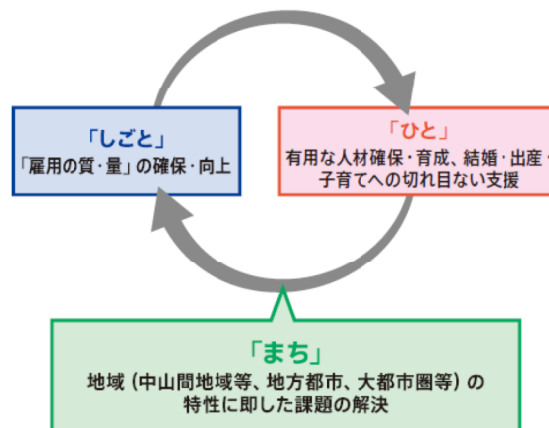 「しごと」
「雇用の質・量」の確保・向上
「ひと」
有用な人材確保・育成、結婚・出産・
子育てへの切れ目ない支援
「まち」
地域（中山間地域等、地方都市、大都市圏等）の
特性に即した課題の解決